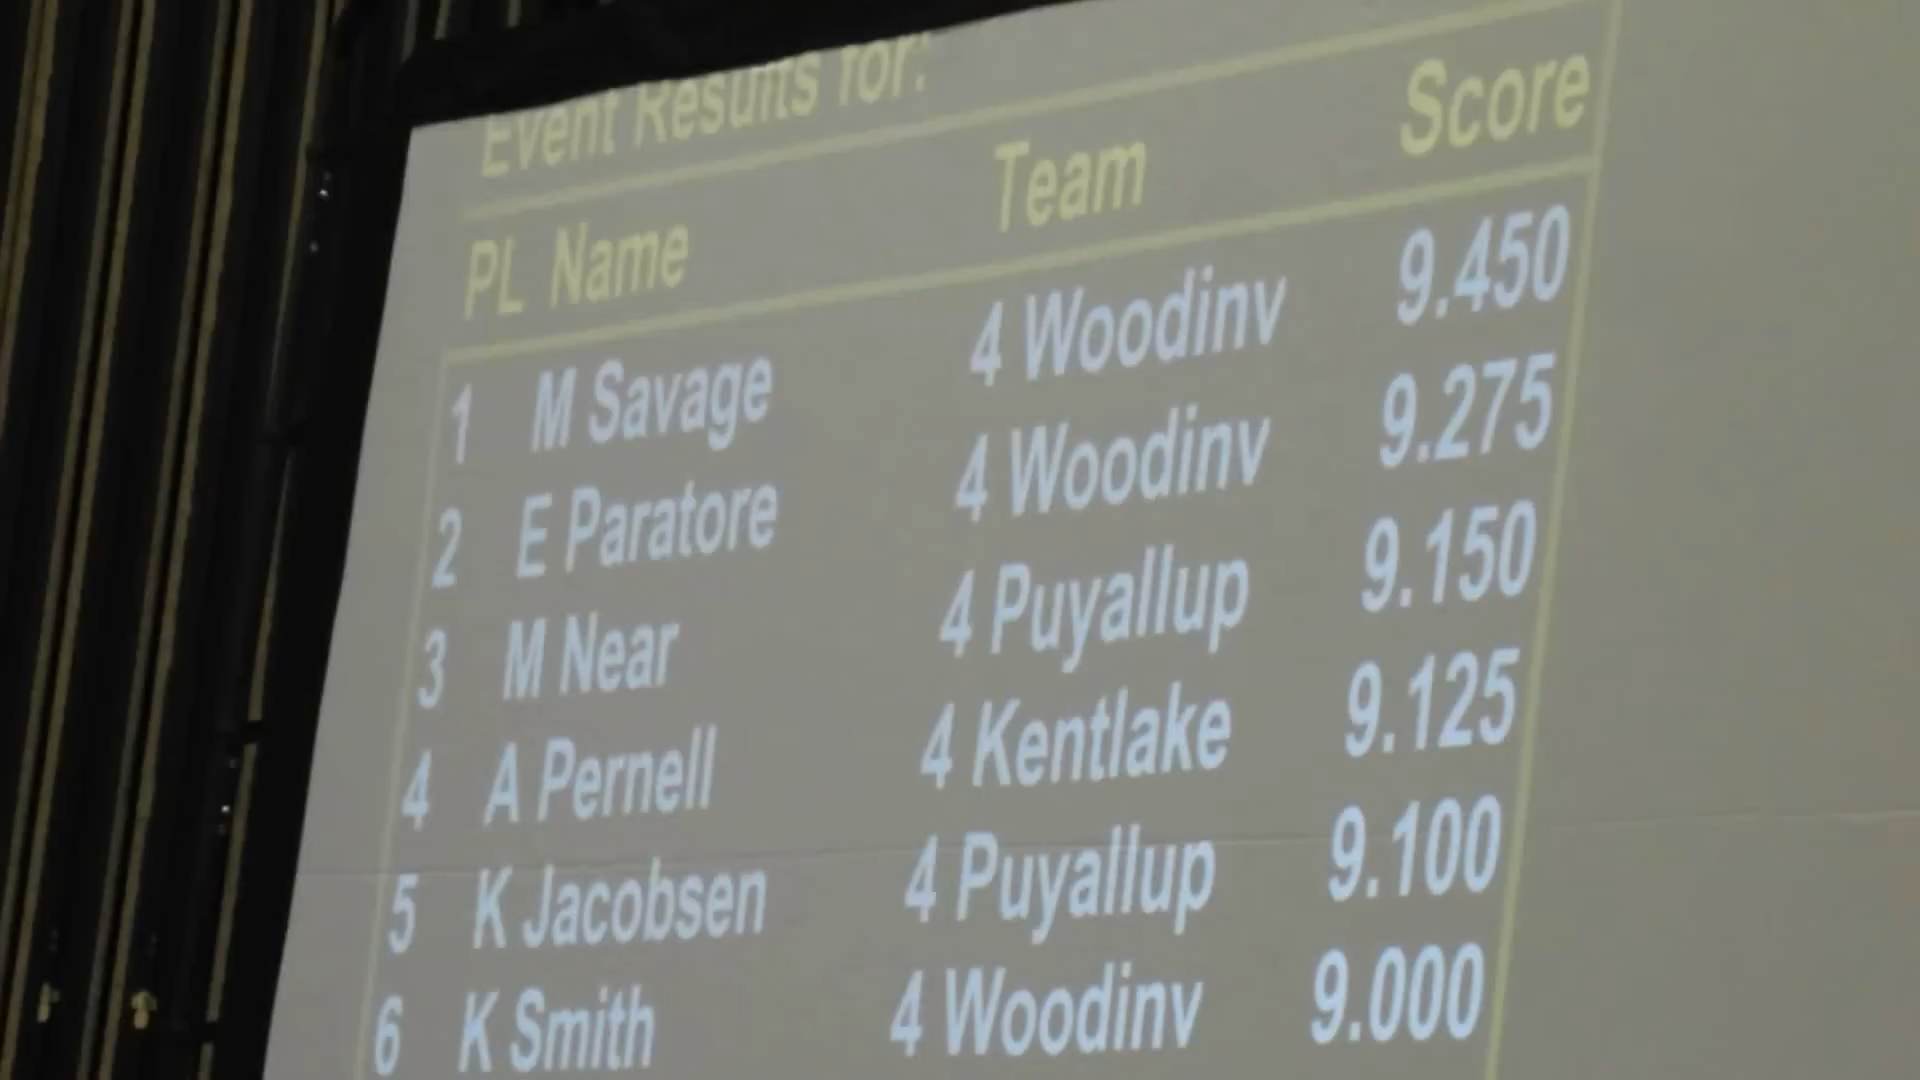 Event Results for:
PL Name Team Score
1 M Savage 4 Woodinv 9.450
2 E Paratore 4 Woodinv 9.275
3 M Near 4 Puyallup 9.150
4 A Pernell 4 Kentlake 9.125
5 K Jacobsen 4 Puyallup 9.100
6 K Smith 4 Woodinv 9.000